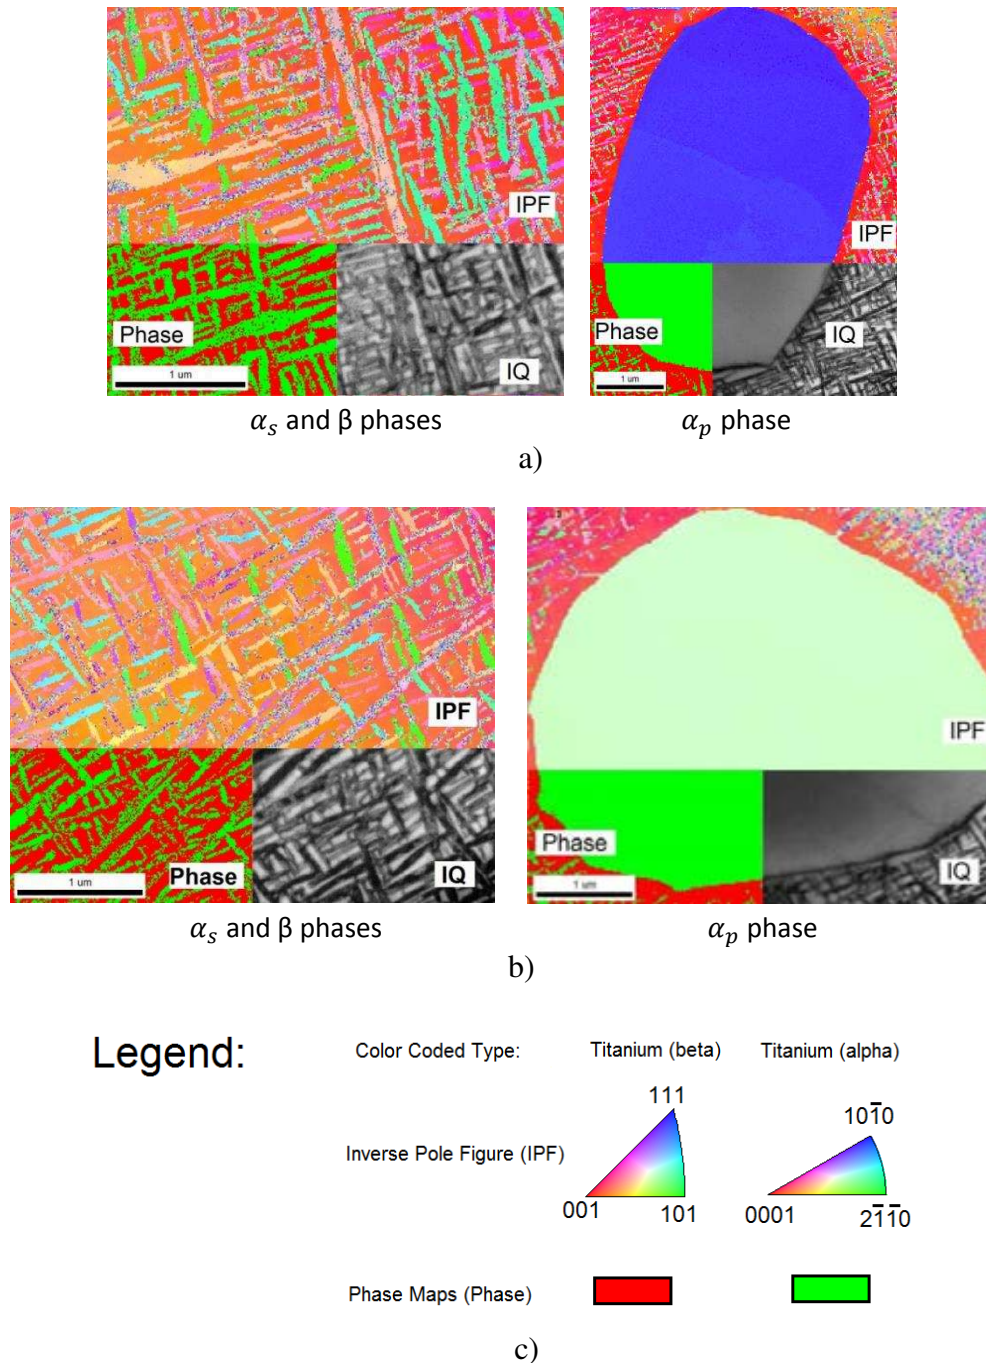 IPF
IPF
Phase
1 um
IQ
Phase
1 um
IQ
αs and β phases
αp phase
a)
IPF
IPF
Phase
1 um
IQ
Phase
1 um
IQ
αs and β phases
αp phase
b)
Legend:
Color Coded Type: Titanium (beta) Titanium (alpha)
111
101̅0
Inverse Pole Figure (IPF)
001 101 0001 21̅1̅0
Phase Maps (Phase)
c)